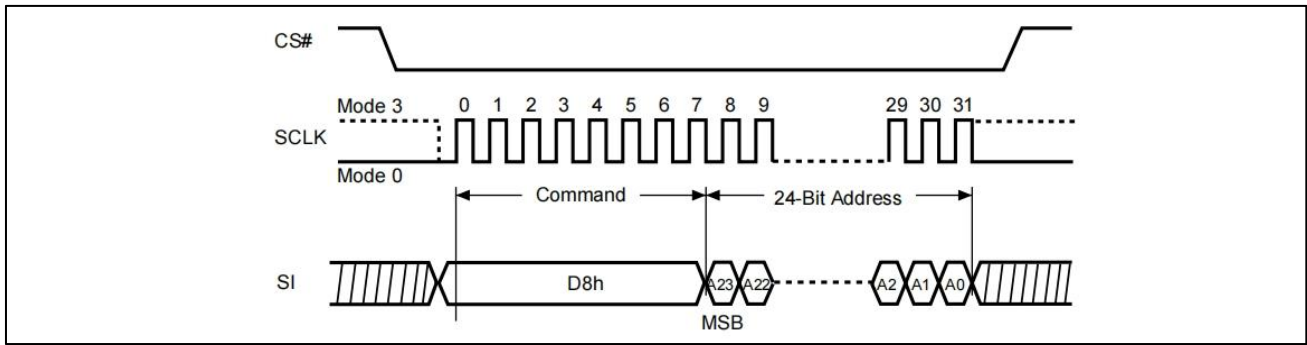 CS#
Mode 3 0 1 2 3 4 5 6 7 8 9 29 30 31
SCLK
Mode 0
Command 24-Bit Address
SI D8h A23 A22 A2 A1 A0
MSB